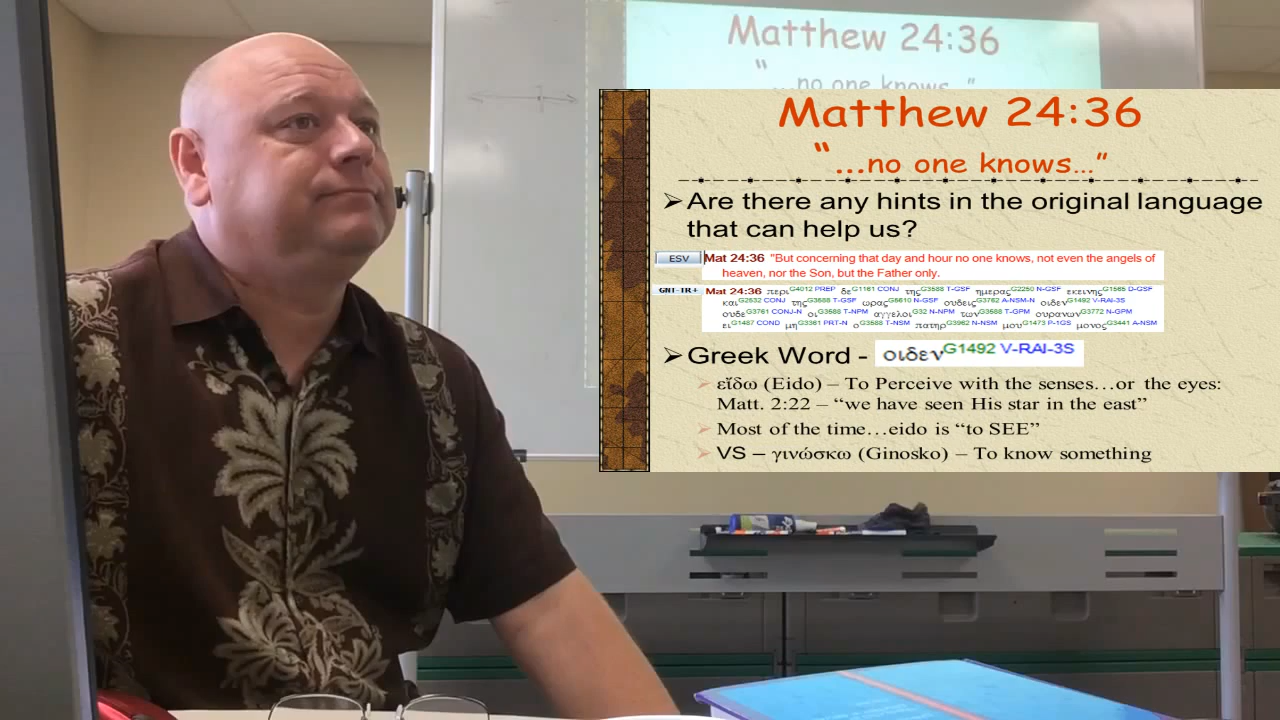 Matthew 24:36
“...no one knows...”
Matthew 24:36
“...no one knows...”
Are there any hints in the original language
that can help us?
ESV
Mat 24:36 "But concerning that day and hour no one knows, not even the angels of
heaven, nor the Son, but the Father only.
GNT-TR+
Mat 24:36 περιG4012 PREP δεG1161 CONJ τηςG3588 T-GSF ημεραςG2250 N-GSF εκεινηςG1565 D-GSF
καιG2532 CONJ τηςG3588 T-GSF ωραςG5610 N-GSF ουδειςG3762 A-NSM-N οιδενG1492 V-RAI-3S
ουδεG3761 CONJ-N οιG3588 T-NPM αγγελοιG32 N-NPM τωνG3588 T-GPM ουρανωνG3772 N-GPM
ειG1487 COND μηG3361 PRT-N οG3588 T-NSM πατηρG3962 N-NSM μουG1473 P-1GS μονοςG3441 A-NSM
Greek Word - οιδενG1492 V-RAI-3S
εἴδω (Eido) – To Perceive with the senses…or the eyes:
Matt. 2:22 – “we have seen His star in the east”
Most of the time…eido is “to SEE”
VS – γινώσκω (Ginosko) – To know something